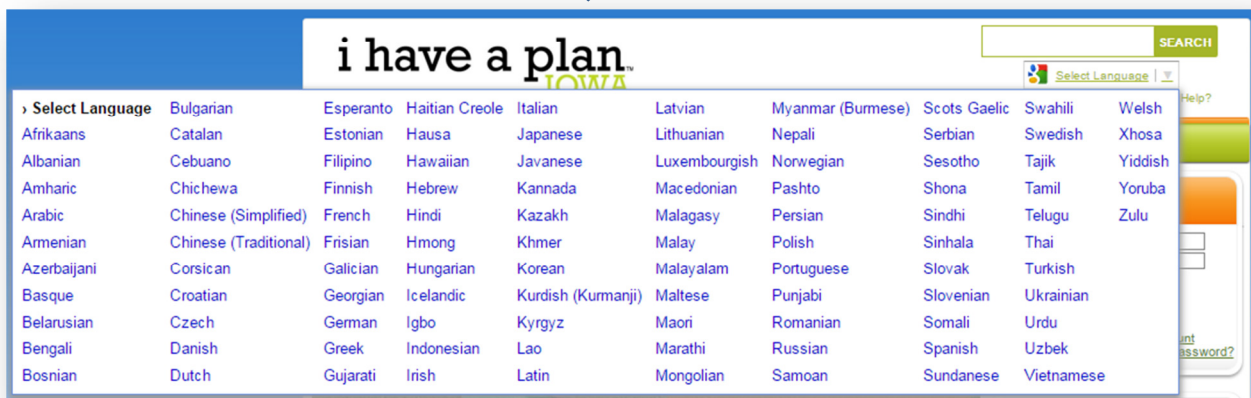 i have a plan™
IOWA
SEARCH
Select Language
Help?
› Select Language Bulgarian Esperanto Haitian Creole Italian Latvian Myanmar (Burmese) Scots Gaelic Swahili Welsh
Afrikaans Catalan Estonian Hausa Japanese Lithuanian Nepali Serbian Swedish Xhosa
Albanian Cebuano Filipino Hawaiian Javanese Luxembourgish Norwegian Sesotho Tajik Yiddish
Amharic Chichewa Finnish Hebrew Kannada Macedonian Pashto Shona Tamil Yoruba
Arabic Chinese (Simplified) French Hindi Kazakh Malagasy Persian Sindhi Telugu Zulu
Armenian Chinese (Traditional) Frisian Hmong Khmer Malay Polish Sinhala Thai
Azerbaijani Corsican Galician Hungarian Korean Malayalam Portuguese Slovak Turkish
Basque Croatian Georgian Icelandic Kurdish (Kurmanji) Maltese Punjabi Slovenian Ukrainian
Belarusian Czech German Igbo Kyrgyz Maori Romanian Somali Urdu
Bengali Danish Greek Indonesian Lao Marathi Russian Spanish Uzbek
Bosnian Dutch Gujarati Irish Latin Mongolian Samoan Sundanese Vietnamese